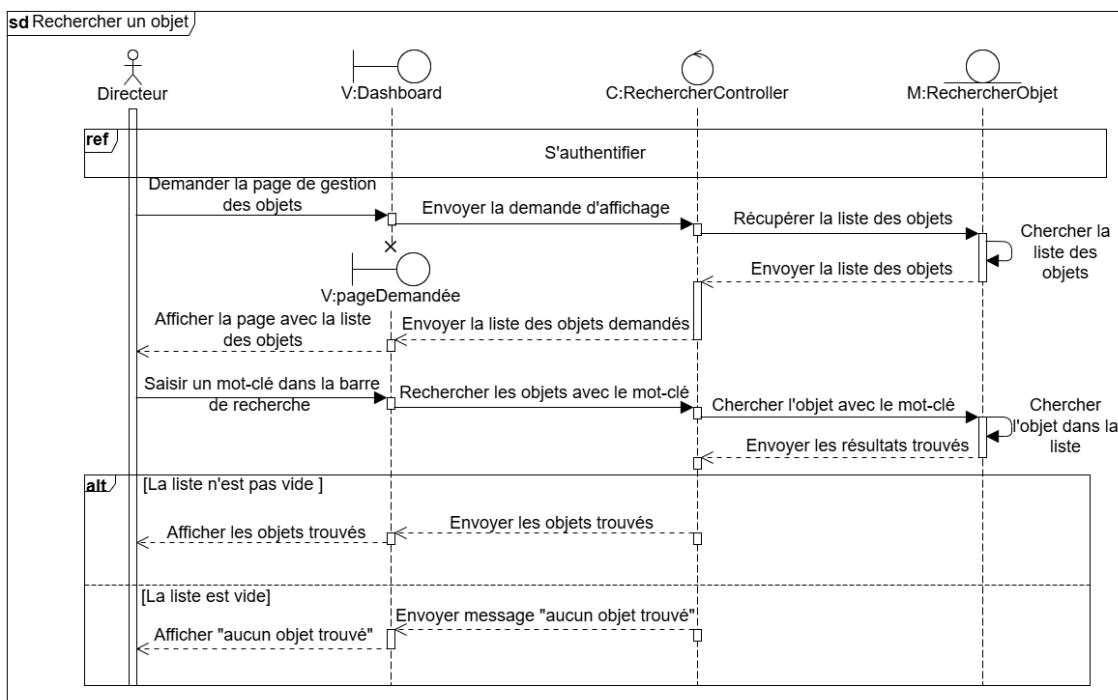 sd Rechercher un objet
Directeur
V:Dashboard
C:RechercherController
M:RechercherObjet
ref
S'authentifier
Demander la page de gestion
des objets
Envoyer la demande d'affichage
Récupérer la liste des objets
Chercher la
liste des
objets
Envoyer la liste des objets
V:pageDemandée
Afficher la page avec la liste
des objets
Envoyer la liste des objets demandés
Saisir un mot-clé dans la barre
de recherche
Rechercher les objets avec le mot-clé
Chercher l'objet avec le mot-clé
Chercher
l'objet dans la
liste
Envoyer les résultats trouvés
alt
[La liste n'est pas vide ]
Envoyer les objets trouvés
Afficher les objets trouvés
[La liste est vide]
Envoyer message "aucun objet trouvé"
Afficher "aucun objet trouvé"